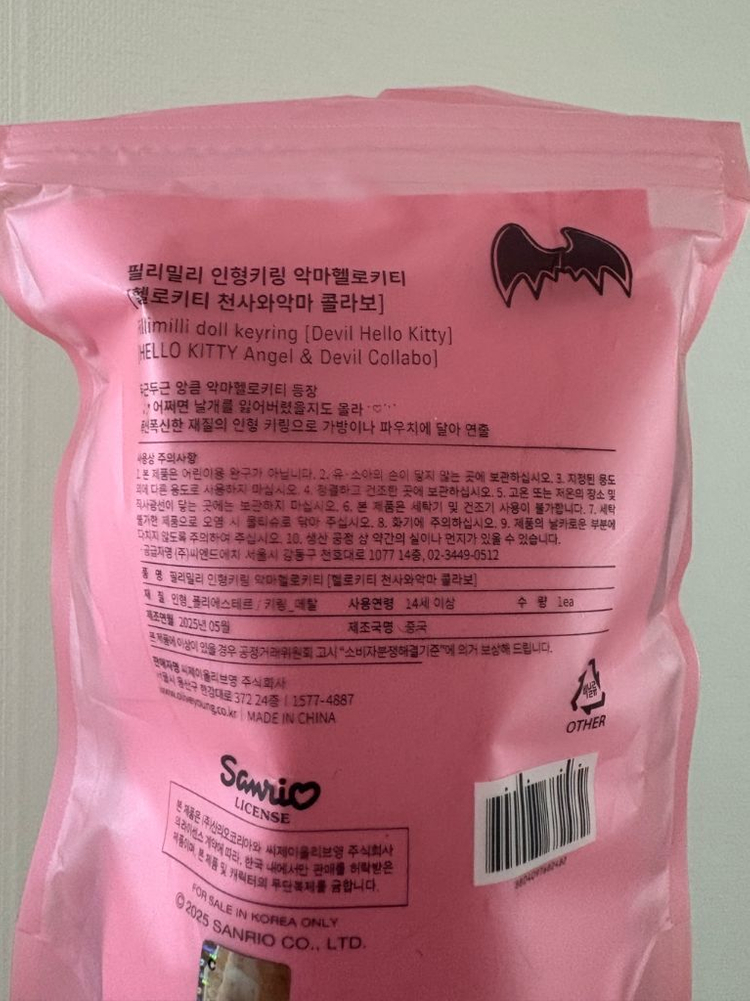 필리밀리 인형키링 악마헬로키티
[헬로키티 천사와악마 콜라보]
illimilli doll keyring [Devil Hello Kitty]
HELLO KITTY Angel & Devil Collabo]
근두근 앙큼 악마헬로키티 등장
어쩌면 날개를 잃어버렸을지도 몰라
폭신한 재질의 인형 키링으로 가방이나 파우치에 달아 연출
사용상 주의사항
1. 본 제품은 어린이용 완구가 아닙니다. 2. 유·소아의 손이 닿지 않는 곳에 보관하십시오. 3. 지정된 용도
외에 다른 용도로 사용하지 마십시오. 4. 청결하고 건조한 곳에 보관하십시오. 5. 고온 또는 저온의 장소 및
직사광선이 닿는 곳에는 보관하지 마십시오. 6. 본 제품은 세탁기 및 건조기 사용이 불가합니다. 7. 세탁
불가한 제품으로 오염 시 물티슈로 닦아 주십시오. 8. 화기에 주의하십시오. 9. 제품의 날카로운 부분에
다치지 않도록 주의하여 주십시오. 10. 생산 공정 상 약간의 실이나 먼지가 있을 수 있습니다.
공급자명 (주)씨엔드에치 서울시 강동구 천호대로 1077 14층, 02-3449-0512
품 명 필리밀리 인형키링 악마헬로키티 [헬로키티 천사와악마 콜라보]
재 질 인형_폴리에스테르 / 키링_메탈 사용연령 14세 이상 수 량 1ea
제조연월 2025년 05월 제조국명 중국
본 제품에 이상이 있을 경우 공정거래위원회 고시 "소비자분쟁해결기준"에 의거 보상해 드립니다.
판매자명 씨제이올리브영 주식회사
서울시 용산구 한강대로 372 24층 | 1577-4887
www.oliveyoung.co.kr | MADE IN CHINA
OTHER
Sanrio
LICENSE
본 제품은 (주)산리오코리아와 씨제이올리브영 주식회사
의 라이센스 계약에 따라, 한국 내에서만 판매를 허락받은
제품이며, 본 제품 및 캐릭터의 무단복제를 금합니다.
FOR SALE IN KOREA ONLY
©2025 SANRIO CO., LTD.